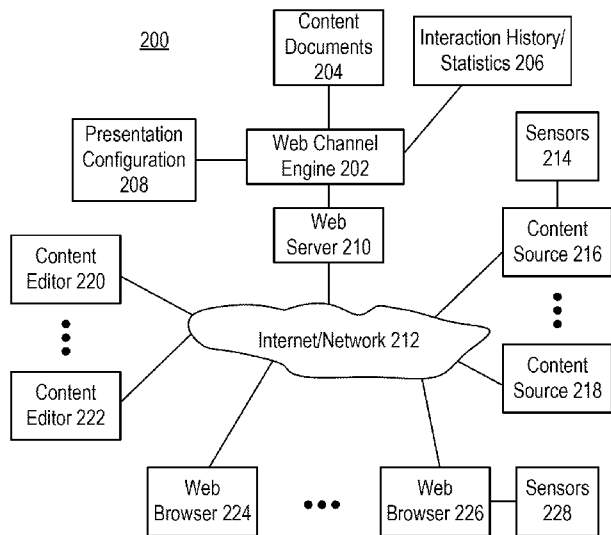 200
Content
Documents
204
Interaction History/
Statistics 206
Presentation
Configuration
208
Web Channel
Engine 202
Sensors
214
Web
Server 210
Content
Source 216
Content
Editor 220
Internet/Network 212
Content
Editor 222
Content
Source 218
Web
Browser 224
Web
Browser 226
Sensors
228